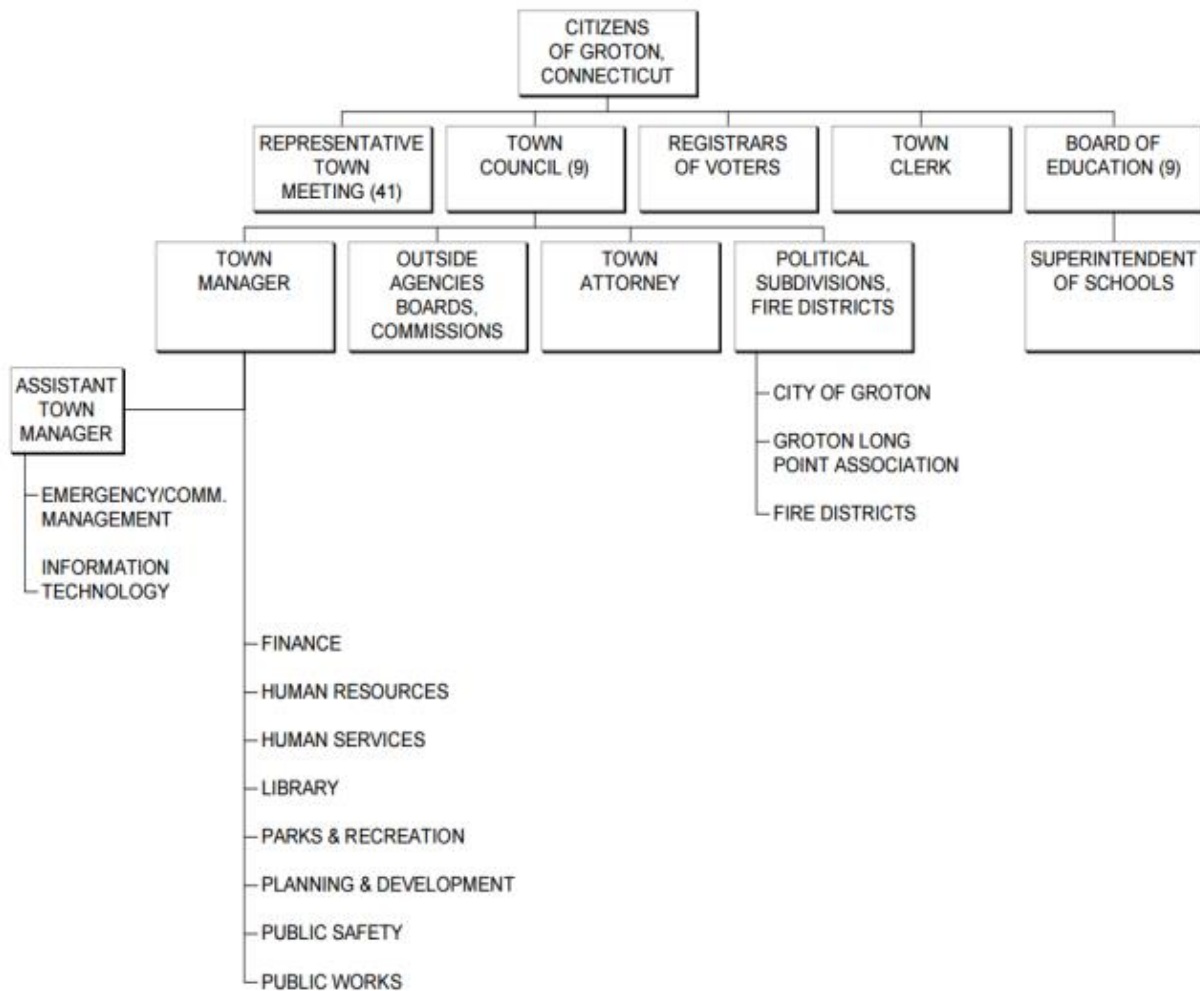 CITIZENS
OF GROTON,
CONNECTICUT
REPRESENTATIVE
TOWN
MEETING (41)
TOWN
COUNCIL (9)
REGISTRARS
OF VOTERS
TOWN
CLERK
BOARD OF
EDUCATION (9)
TOWN
MANAGER
OUTSIDE
AGENCIES
BOARDS,
COMMISSIONS
TOWN
ATTORNEY
POLITICAL
SUBDIVISIONS,
FIRE DISTRICTS
SUPERINTENDENT
OF SCHOOLS
ASSISTANT
TOWN
MANAGER
CITY OF GROTON
GROTON LONG
POINT ASSOCIATION
FIRE DISTRICTS
EMERGENCY/COMM.
MANAGEMENT
INFORMATION
TECHNOLOGY
FINANCE
HUMAN RESOURCES
HUMAN SERVICES
LIBRARY
PARKS & RECREATION
PLANNING & DEVELOPMENT
PUBLIC SAFETY
PUBLIC WORKS